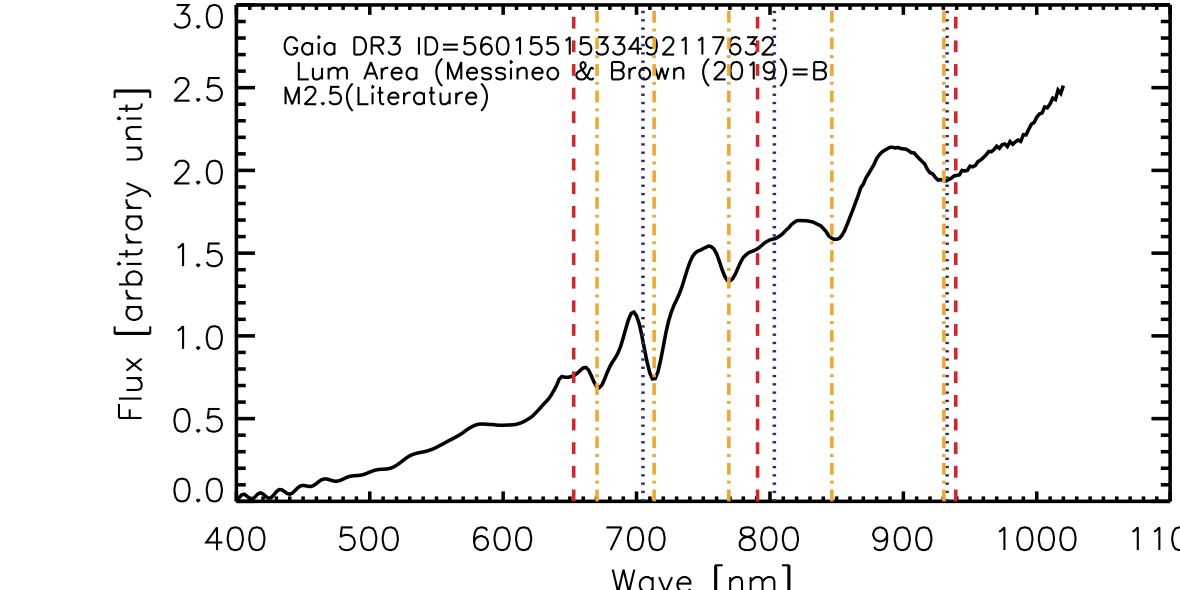 3.0
Gaia DR3 ID=5601551533492117632
Lum Area (Messineo & Brown (2019)=B
M2.5(Literature)
2.5
2.0
1.5
1.0
0.5
0.0
Flux [arbitrary unit]
400 500 600 700 800 900 1000 110
Wave [nm]